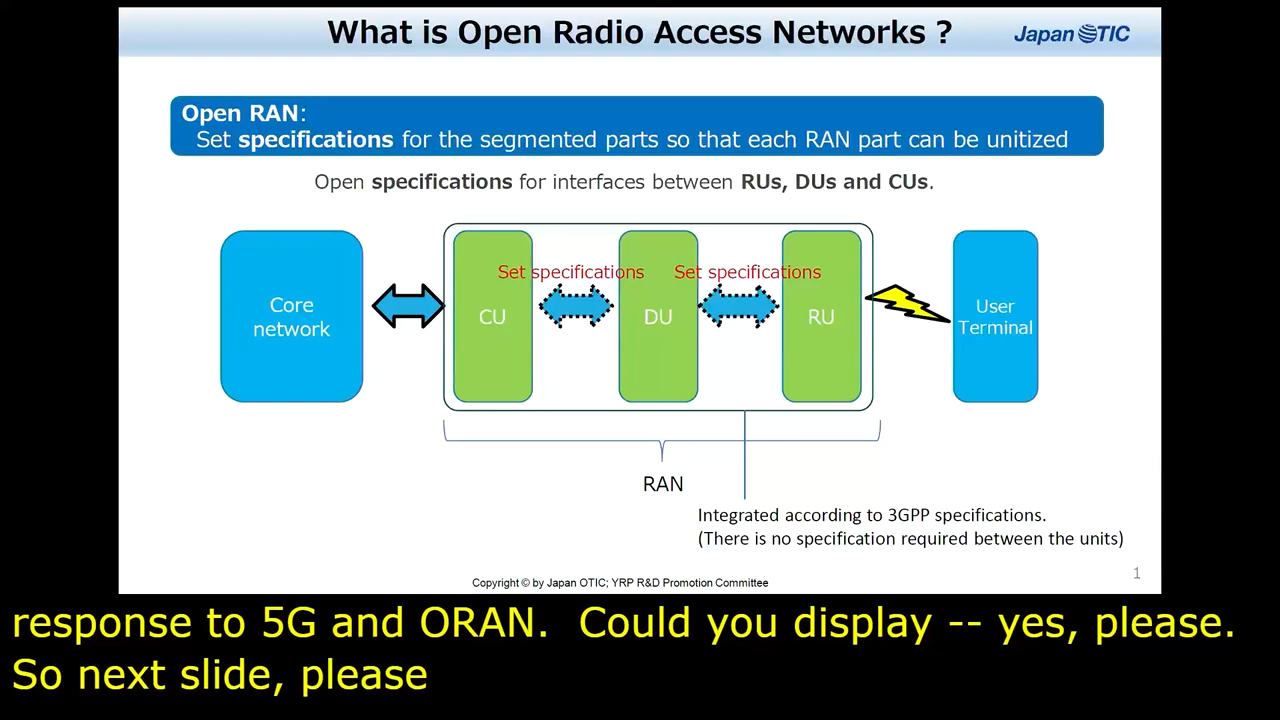 What is Open Radio Access Networks ?
Japan OTIC
Open RAN:
Set specifications for the segmented parts so that each RAN part can be unitized
Open specifications for interfaces between RUs, DUs and CUs.
Core
network
CU
Set specifications
DU
Set specifications
RU
User
Terminal
RAN
Integrated according to 3GPP specifications.
(There is no specification required between the units)
1
Copyright © by Japan OTIC; YRP R&D Promotion Committee
response to 5G and ORAN.  Could you display -- yes, please.
So next slide, please